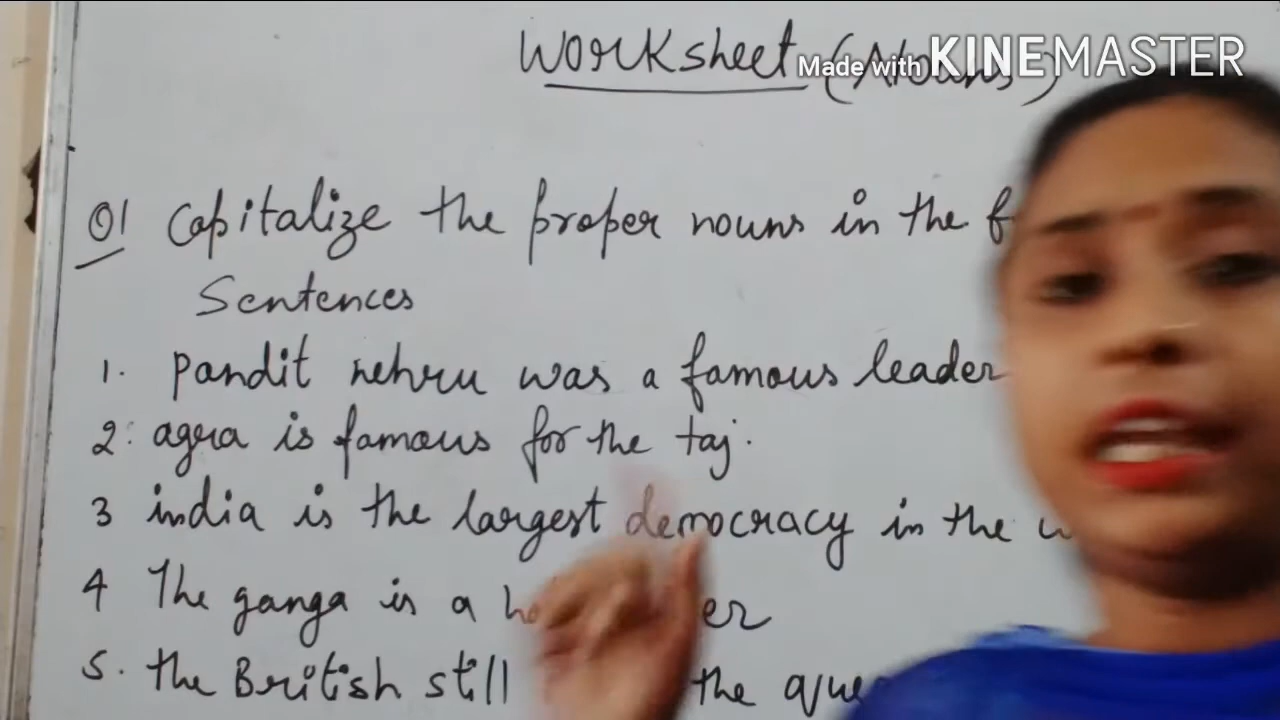 Worksheet (Nouns)
Made with KINEMASTER
Q1 Capitalize the proper nouns in the
Sentences
1. pandit nehru was a famous leader
2. agra is famous for the taj.
3 india is the largest democracy in the
4 The ganga is a
5. the British still the